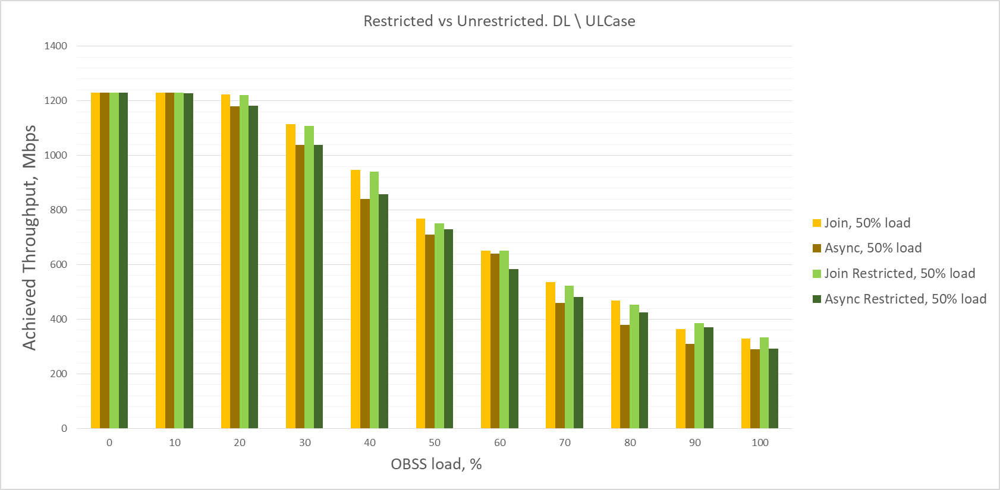 Restricted vs Unrestricted. DL \ ULCase
Achieved Throughput, Mbps
1400
1200
1000
800
600
400
200
0
0 10 20 30 40 50 60 70 80 90 100
OBSS load, %
Join, 50% load
Async, 50% load
Join Restricted, 50% load
Async Restricted, 50% load